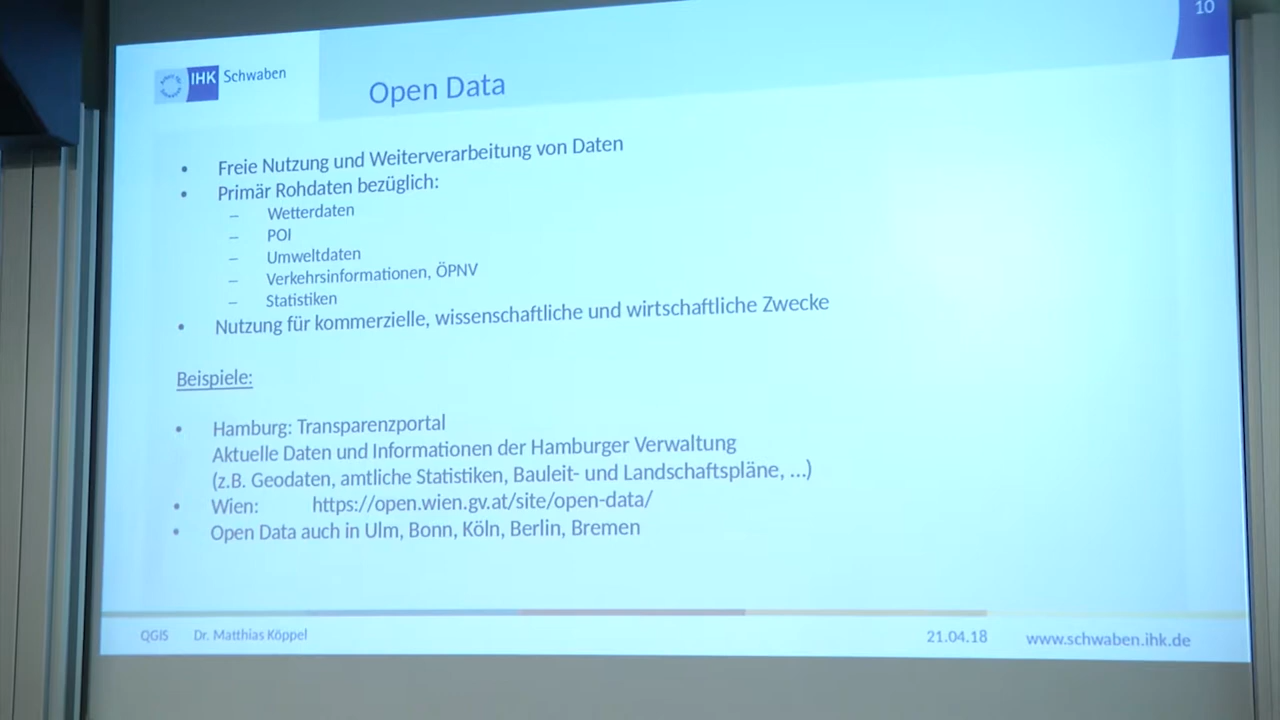 10
IHK Schwaben
Open Data
• Freie Nutzung und Weiterverarbeitung von Daten
• Primär Rohdaten bezüglich:
– Wetterdaten
– POI
– Umweltdaten
– Verkehrsinformationen, ÖPNV
– Statistiken
• Nutzung für kommerzielle, wissenschaftliche und wirtschaftliche Zwecke
Beispiele:
• Hamburg: Transparenzportal
Aktuelle Daten und Informationen der Hamburger Verwaltung
(z.B. Geodaten, amtliche Statistiken, Bauleit- und Landschaftspläne, ...)
• Wien: https://open.wien.gv.at/site/open-data/
• Open Data auch in Ulm, Bonn, Köln, Berlin, Bremen
QGIS Dr. Matthias Köppel 21.04.18 www.schwaben.ihk.de